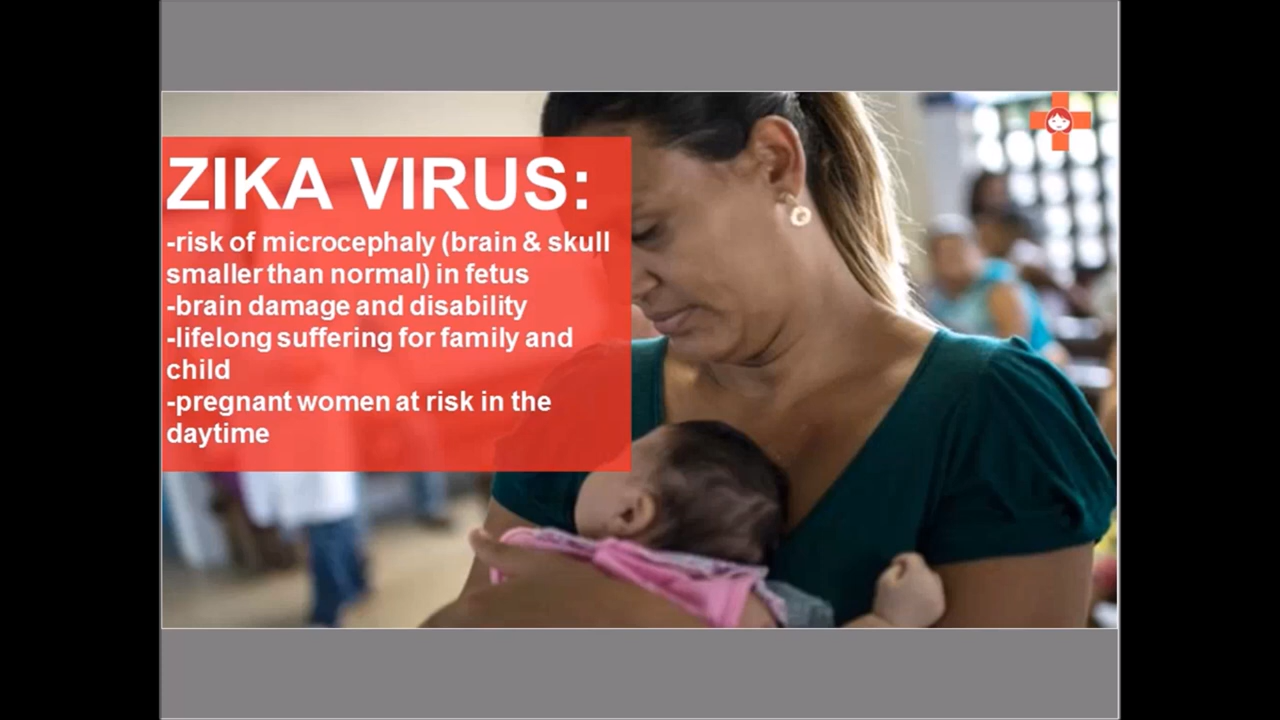 ZIKA VIRUS:
-risk of microcephaly (brain & skull
smaller than normal) in fetus
-brain damage and disability
-lifelong suffering for family and
child
-pregnant women at risk in the
daytime